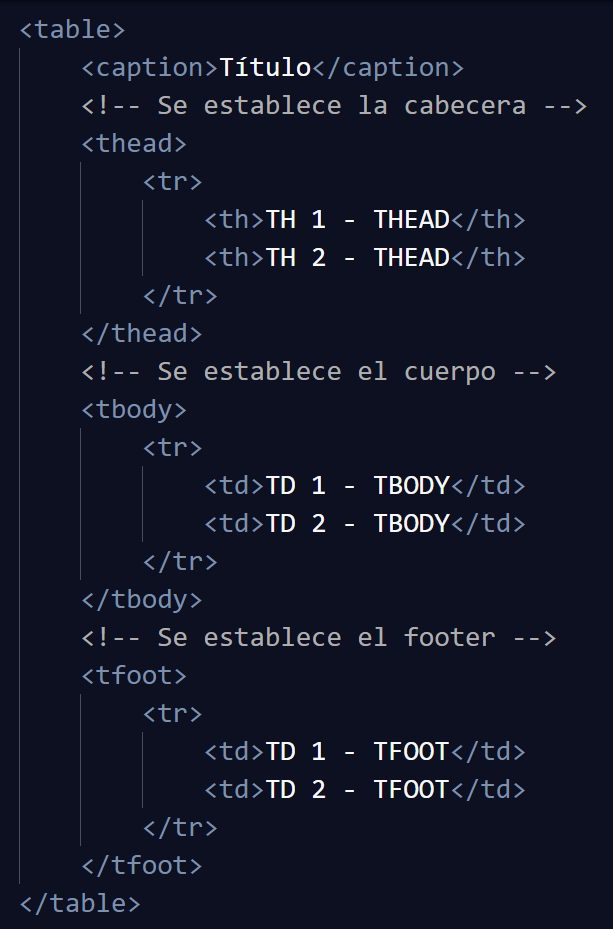 <table>
    <caption>Título</caption>
    <!-- Se establece la cabecera -->
    <thead>
        <tr>
            <th>TH 1 - THEAD</th>
            <th>TH 2 - THEAD</th>
        </tr>
    </thead>
    <!-- Se establece el cuerpo -->
    <tbody>
        <tr>
            <td>TD 1 - TBODY</td>
            <td>TD 2 - TBODY</td>
        </tr>
    </tbody>
    <!-- Se establece el footer -->
    <tfoot>
        <tr>
            <td>TD 1 - TFOOT</td>
            <td>TD 2 - TFOOT</td>
        </tr>
    </tfoot>
</table>